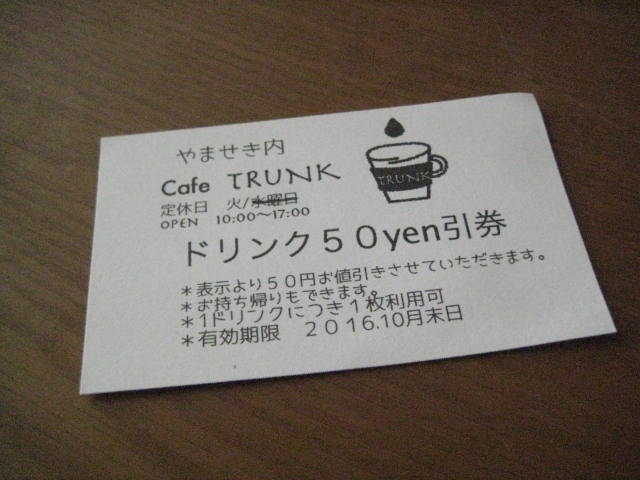 やませき内
Cafe TRUNK
定休日 火/水曜日
OPEN 10:00〜17:00
TRUNK
ドリンク５０yen引券
＊表示より５０円お値引きさせていただきます。
＊お持ち帰りもできます。
＊1ドリンクにつき１枚利用可
＊有効期限 ２０１６.10月末日